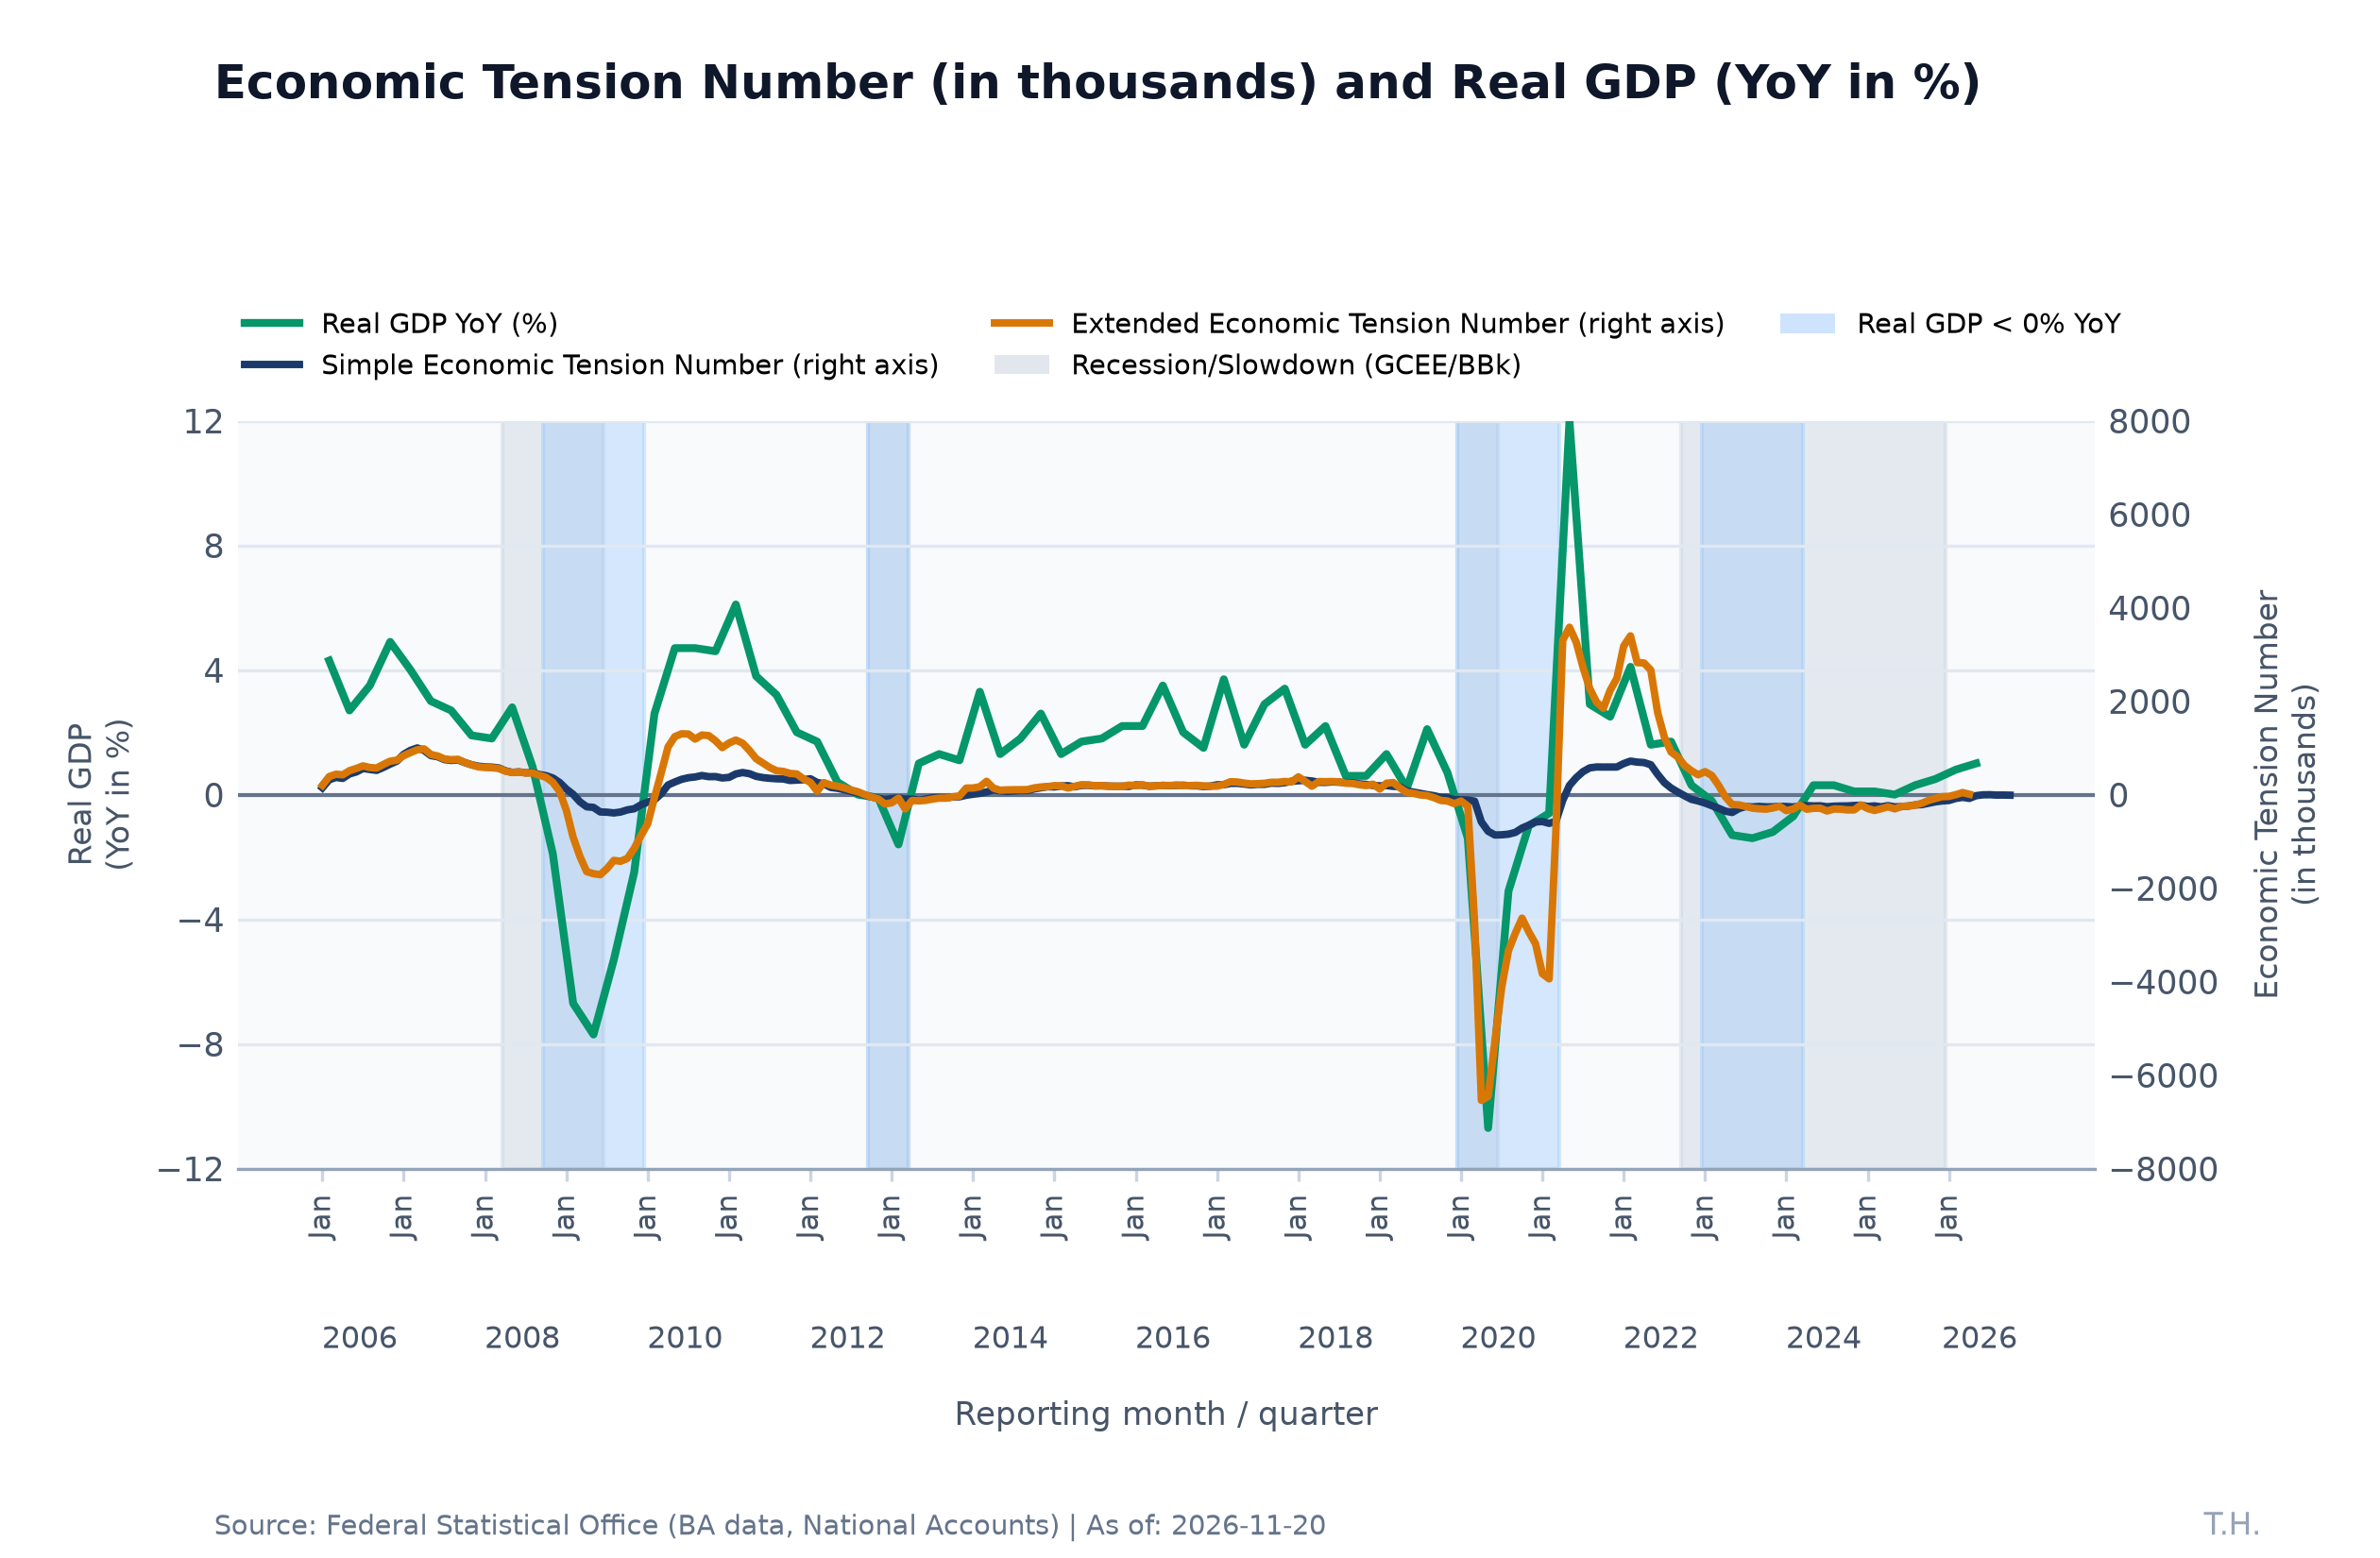 Economic Tension Number (in thousands) and Real GDP (YoY in %)
Real GDP YoY (%)
Simple Economic Tension Number (right axis)
Extended Economic Tension Number (right axis)
Recession/Slowdown (GCEE/BBk)
Real GDP < 0% YoY
12
8
4
0
−4
−8
−12
Real GDP
(YoY in %)
8000
6000
4000
2000
0
−2000
−4000
−6000
−8000
Economic Tension Number
(in thousands)
Jan Jan Jan Jan Jan Jan Jan Jan Jan Jan Jan Jan Jan Jan Jan Jan Jan Jan Jan Jan Jan
2006 2008 2010 2012 2014 2016 2018 2020 2022 2024 2026
Reporting month / quarter
Source: Federal Statistical Office (BA data, National Accounts) | As of: 2026-11-20
T.H.